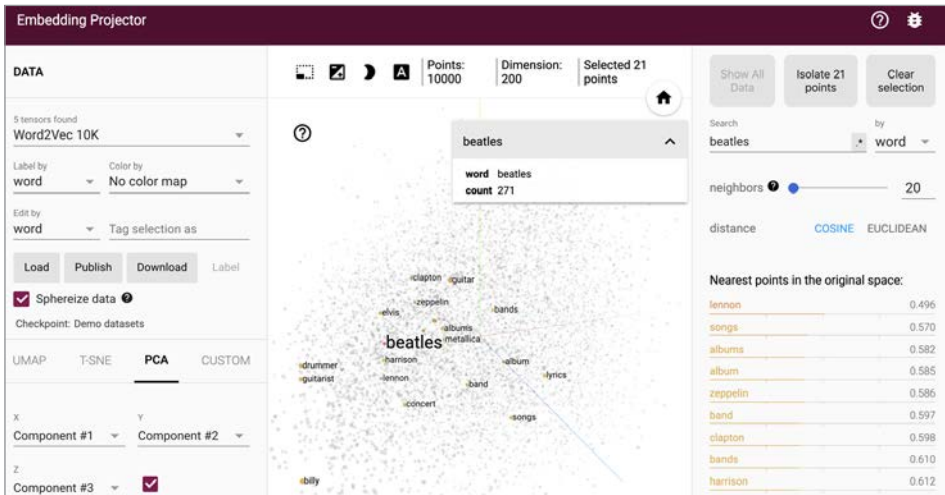 Embedding Projector
DATA
5 tensors found
Word2Vec 10K
Label by
Color by
word
No color map
Edit by
word
Tag selection as
Load
Publish
Download
Label
Sphereize data
Checkpoint: Demo datasets
UMAP
T-SNE
PCA
CUSTOM
X
Y
Component #1
Component #2
Z
Component #3
A
Points:
10000
Dimension:
200
Selected 21
points
beatles
word beatles
count 271
clapton
guitar
zeppelin
bands
elvis
albums
beatles
metallica
harrison
album
drummer
guitarist
lennon
lyrics
band
concert
songs
billy
Show All
Data
Isolate 21
points
Clear
selection
Search
by
beatles
.*
word
neighbors
20
distance
COSINE
EUCLIDEAN
Nearest points in the original space:
lennon 0.496
songs 0.570
albums 0.582
album 0.585
zeppelin 0.586
band 0.597
clapton 0.598
bands 0.610
harrison 0.612